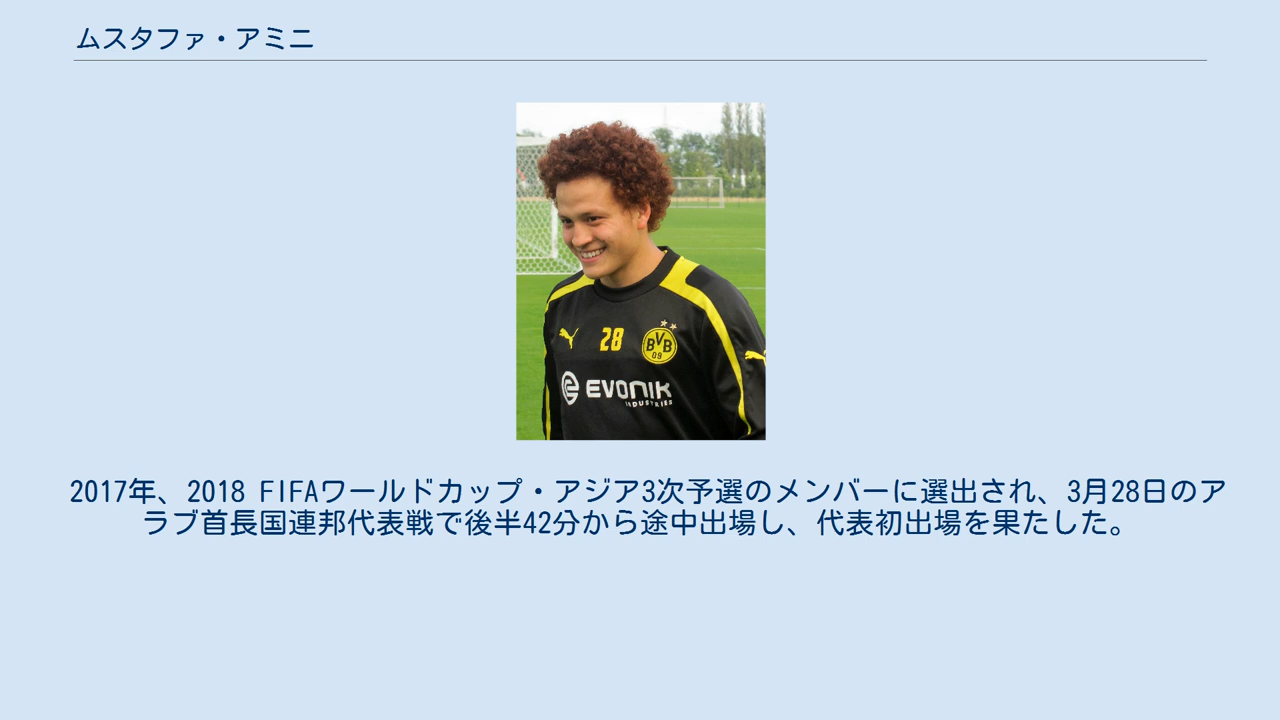 ムスタファ・アミニ
28
BVB
09
EVONIK
INDUSTRIES
2017年、2018 FIFAワールドカップ・アジア3次予選のメンバーに選出され、3月28日のア
ラブ首長国連邦代表戦で後半42分から途中出場し、代表初出場を果たした。